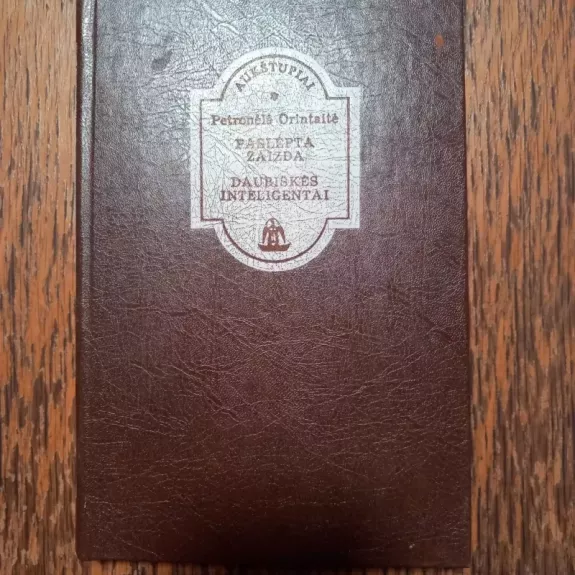 AUKŠTUPIAI
Petronėlė Orintaitė
PASLĖPTA
ŽAIZDA
DAUBIŠKĖS
INTELIGENTAI